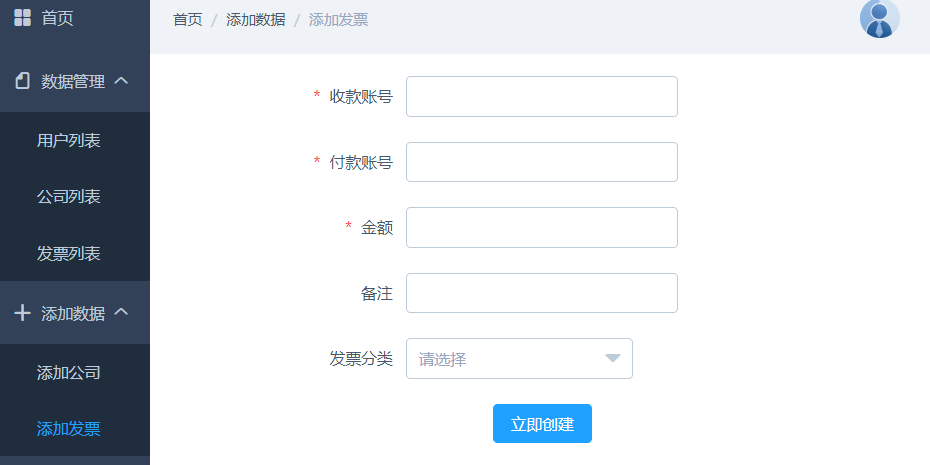 首页
数据管理
用户列表
公司列表
发票列表
添加数据
添加公司
添加发票
首页 / 添加数据 / 添加发票
* 收款账号
* 付款账号
* 金额
备注
发票分类 请选择
立即创建